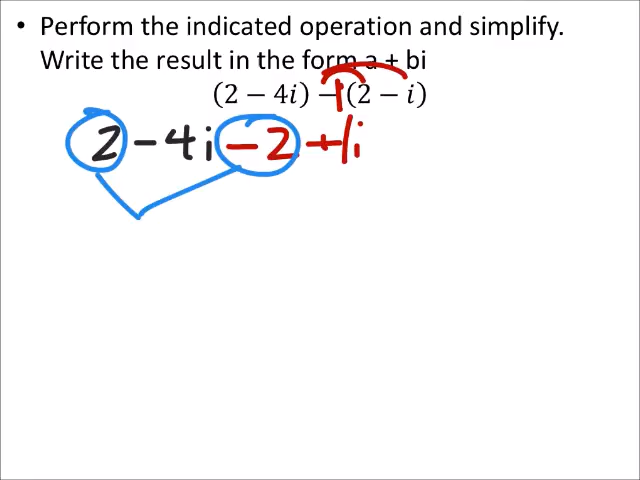 • Perform the indicated operation and simplify.
Write the result in the form a + bi
(2 − 4i) − 1(2 − i)
2 − 4i − 2 + 1i